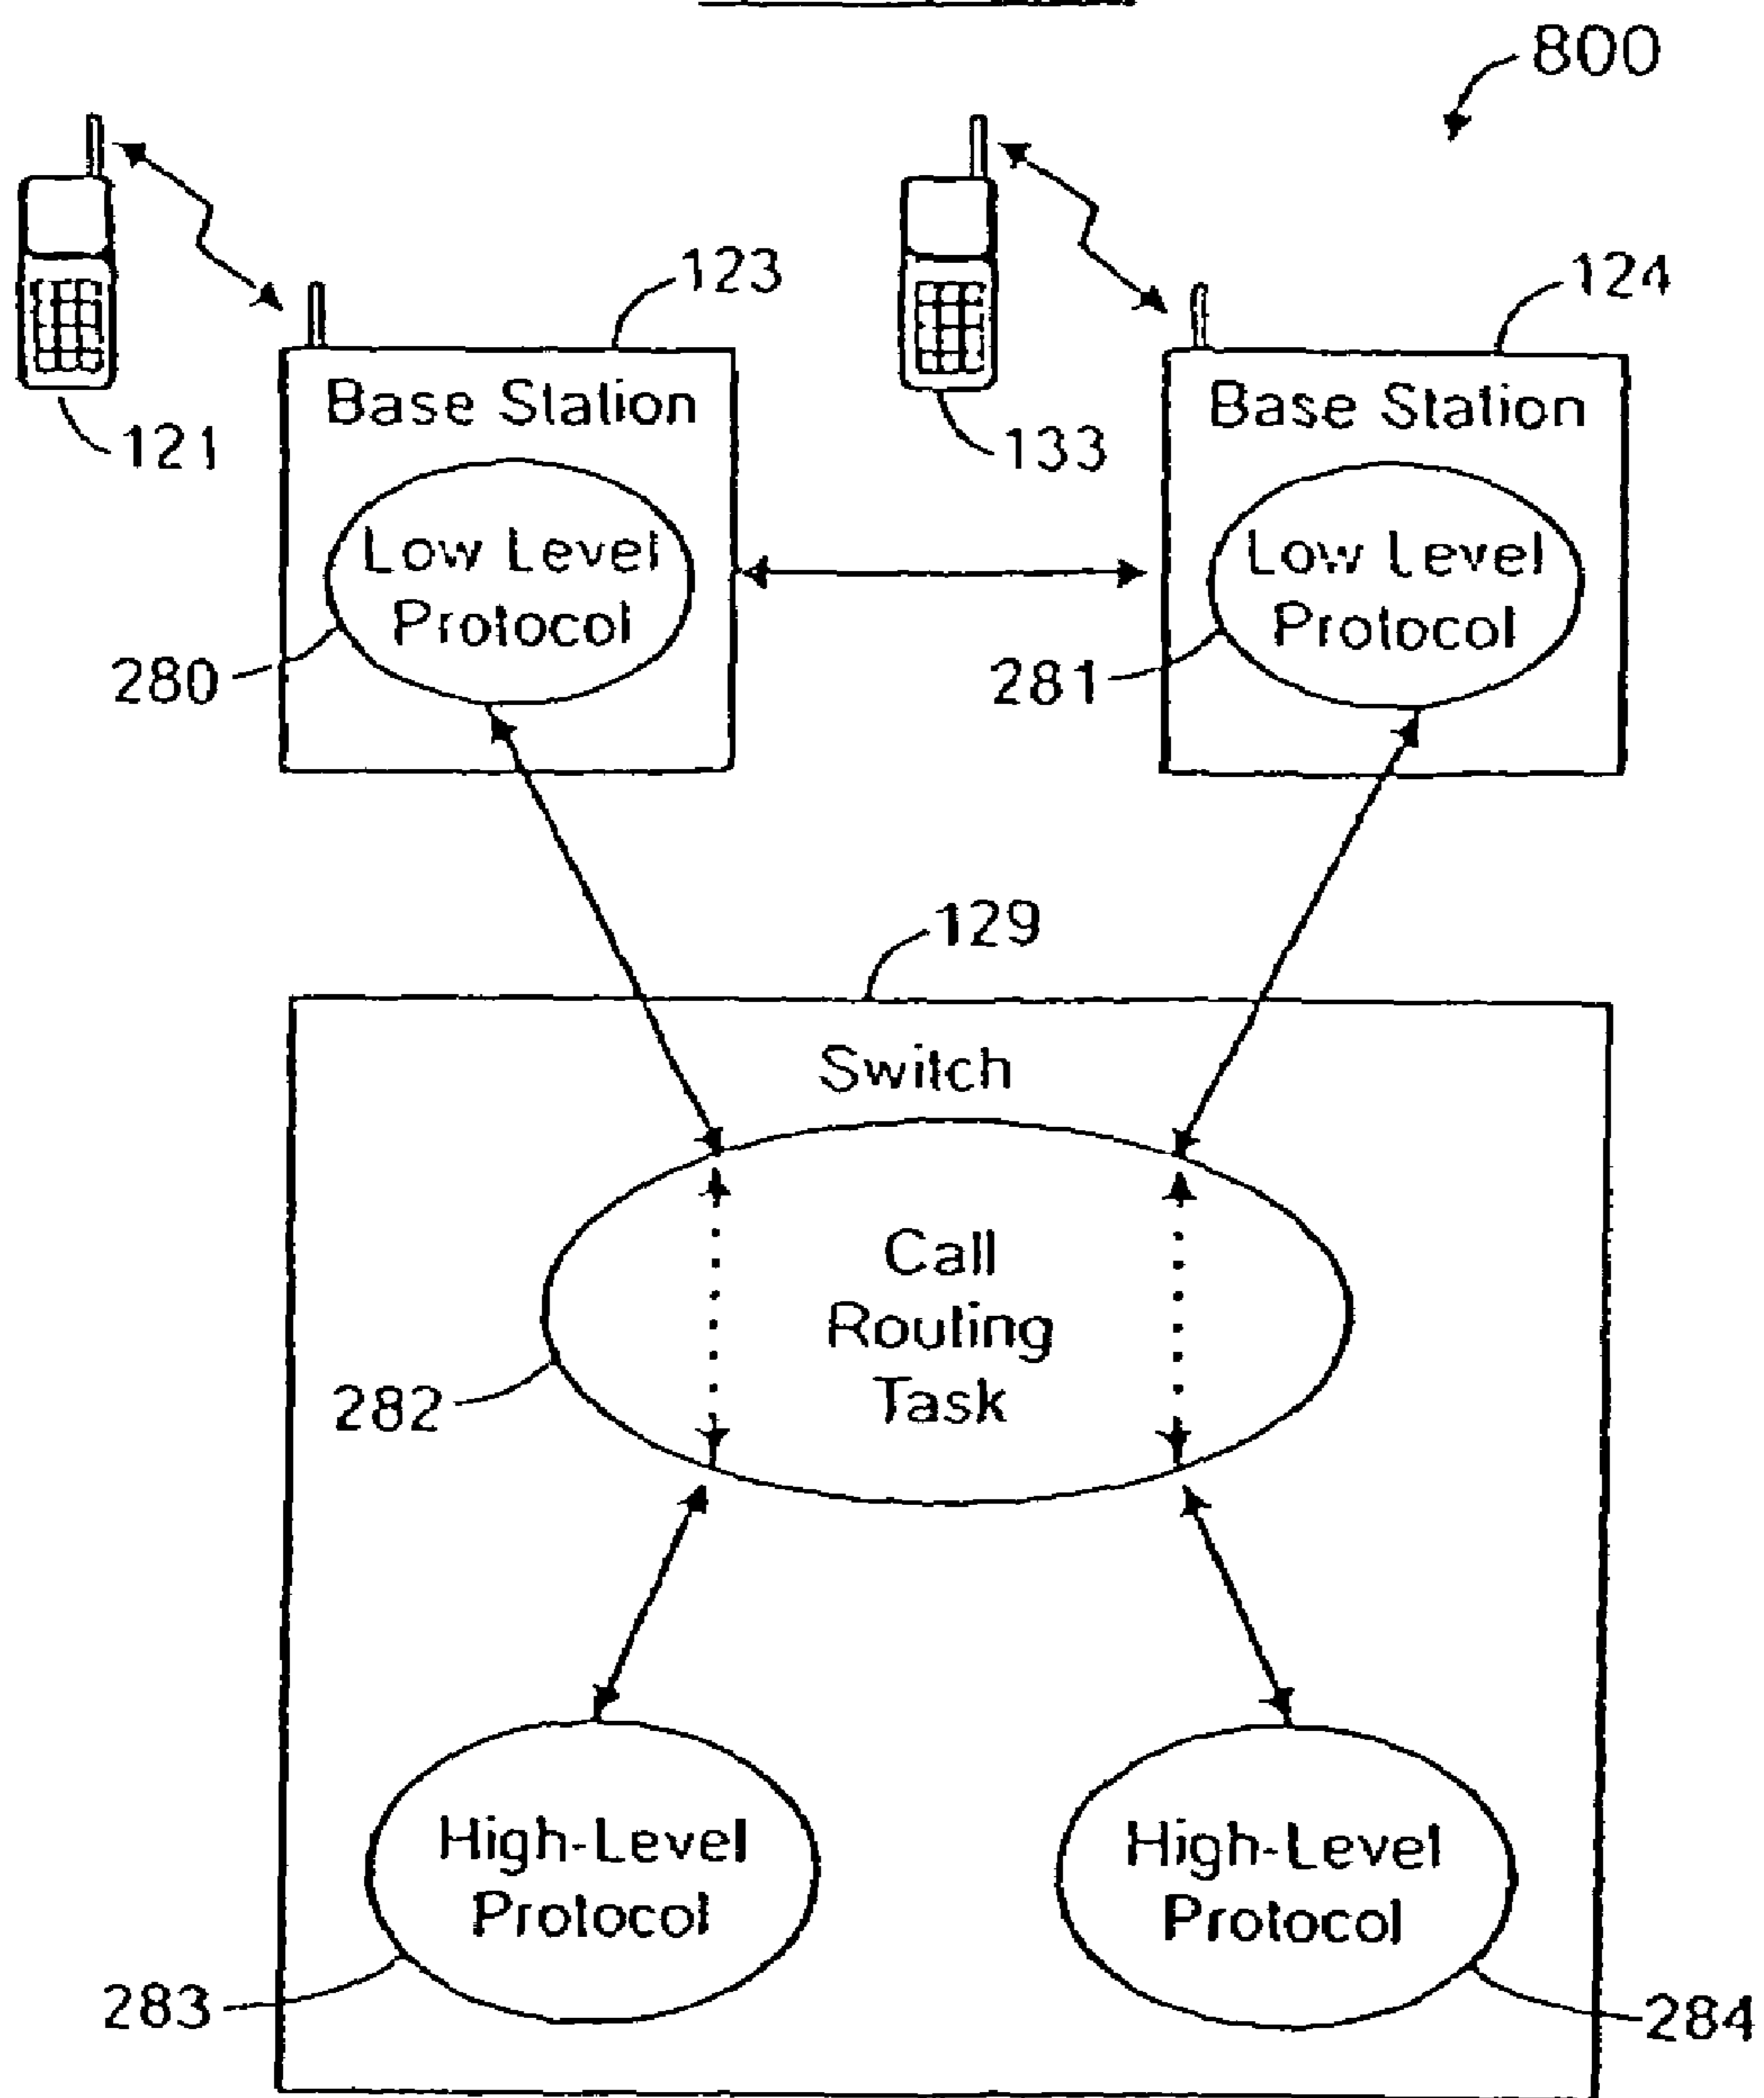 800
123
124
Base Station
Base Station
121
133
Low Level
Protocol
Low Level
Protocol
280
281
129
Switch
Call
Routing
Task
282
High-Level
Protocol
High-Level
Protocol
283
284